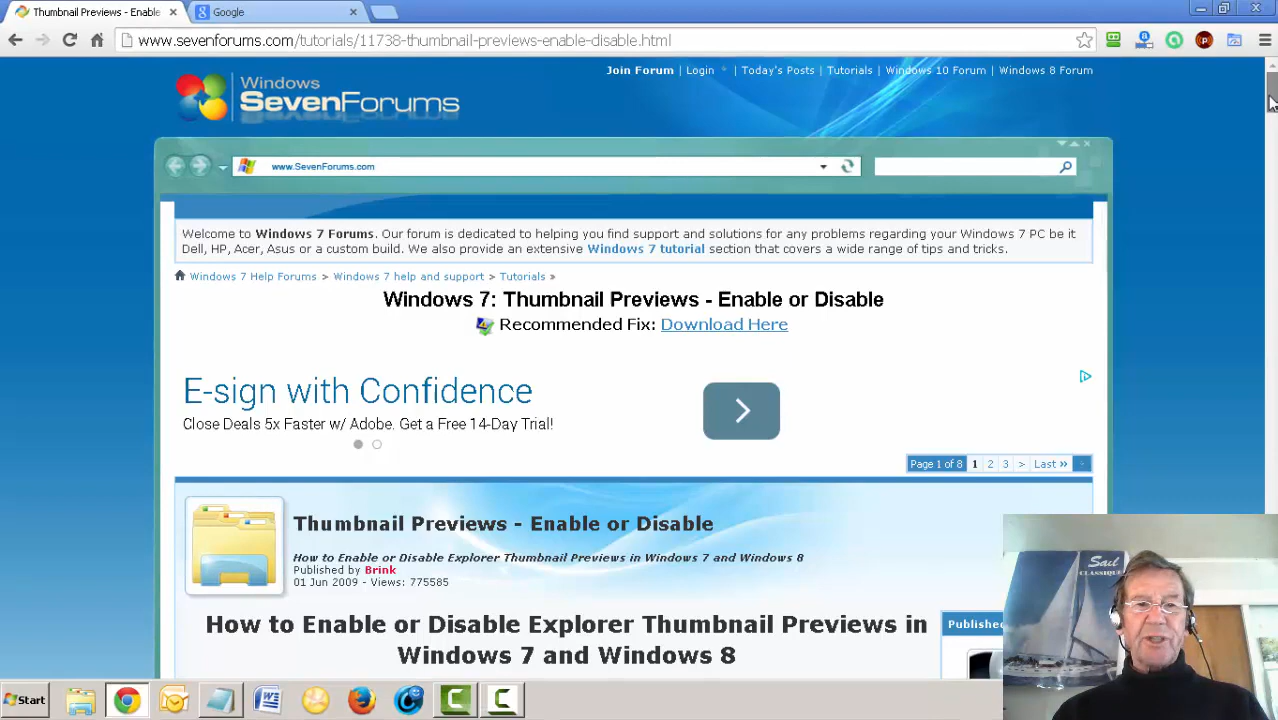 Thumbnail Previews - Enable
Google
www.sevenforums.com/tutorials/11738-thumbnail-previews-enable-disable.html
Join Forum | Login | Today's Posts | Tutorials | Windows 10 Forum | Windows 8 Forum
Windows
SevenForums
www.SevenForums.com
Welcome to Windows 7 Forums. Our forum is dedicated to helping you find support and solutions for any problems regarding your Windows 7 PC be it
Dell, HP, Acer, Asus or a custom build. We also provide an extensive Windows 7 tutorial section that covers a wide range of tips and tricks.
Windows 7 Help Forums > Windows 7 help and support > Tutorials »
Windows 7: Thumbnail Previews - Enable or Disable
Recommended Fix: Download Here
E-sign with Confidence
Close Deals 5x Faster w/ Adobe. Get a Free 14-Day Trial!
Page 1 of 8 1 2 3 > Last »
Thumbnail Previews - Enable or Disable
How to Enable or Disable Explorer Thumbnail Previews in Windows 7 and Windows 8
Published by Brink
01 Jun 2009 - Views: 775585
How to Enable or Disable Explorer Thumbnail Previews in
Windows 7 and Windows 8
Published
Sail
CLASSIQUE
Start